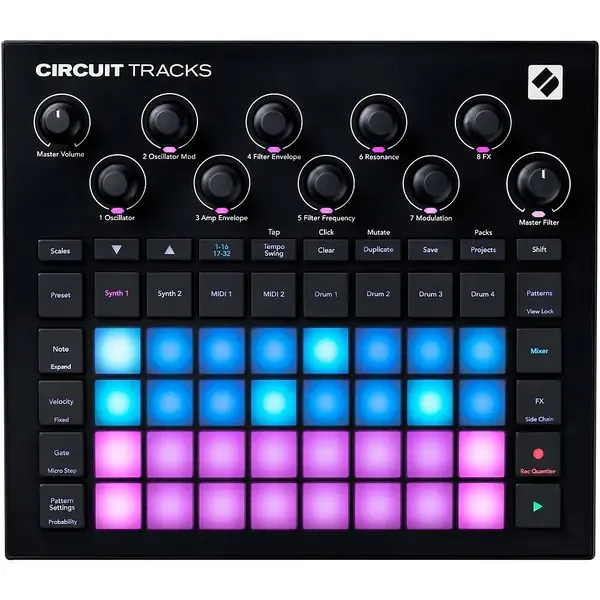 CIRCUIT TRACKS
Master Volume
2 Oscillator Mod
4 Filter Envelope
6 Resonance
8 FX
1 Oscillator
3 Amp Envelope
5 Filter Frequency
7 Modulation
Master Filter
Tap
Click
Mutate
Packs
Scales
▼
▲
1-16
17-32
Tempo
Swing
Clear
Duplicate
Save
Projects
Shift
Preset
Synth 1
Synth 2
MIDI 1
MIDI 2
Drum 1
Drum 2
Drum 3
Drum 4
Patterns
View Lock
Note
Expand
Mixer
Velocity
Fixed
FX
Side Chain
Gate
Micro Step
Rec Quantise
Pattern
Settings
Probability